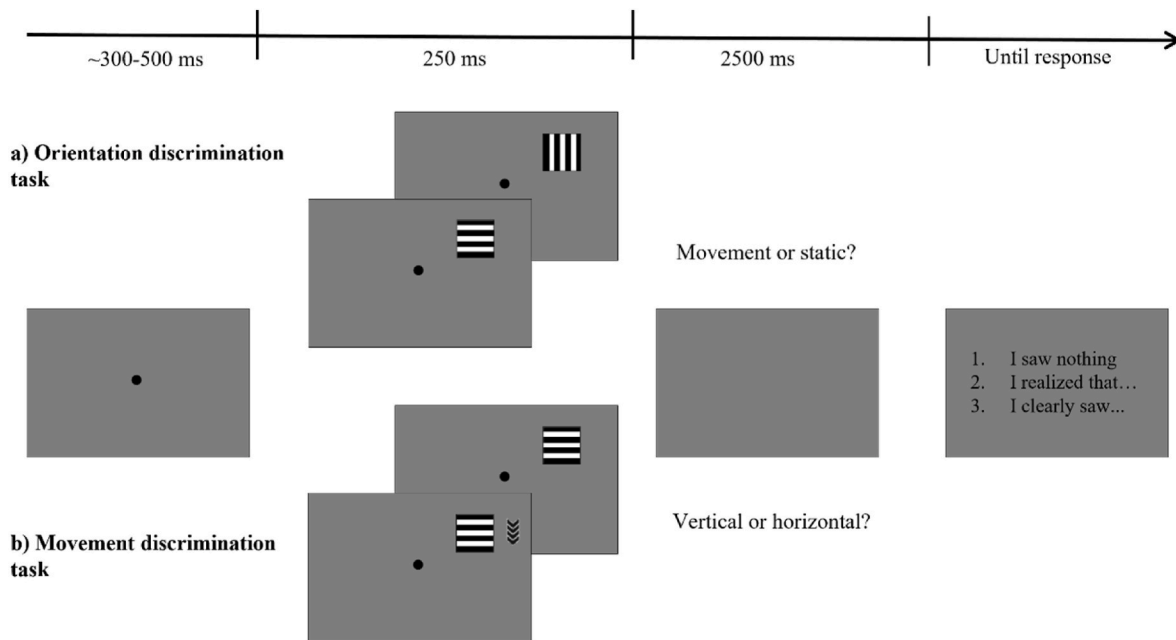 ~300-500 ms
250 ms
2500 ms
Until response
a) Orientation discrimination
task
Movement or static?
1. I saw nothing
2. I realized that…
3. I clearly saw...
Vertical or horizontal?
b) Movement discrimination
task